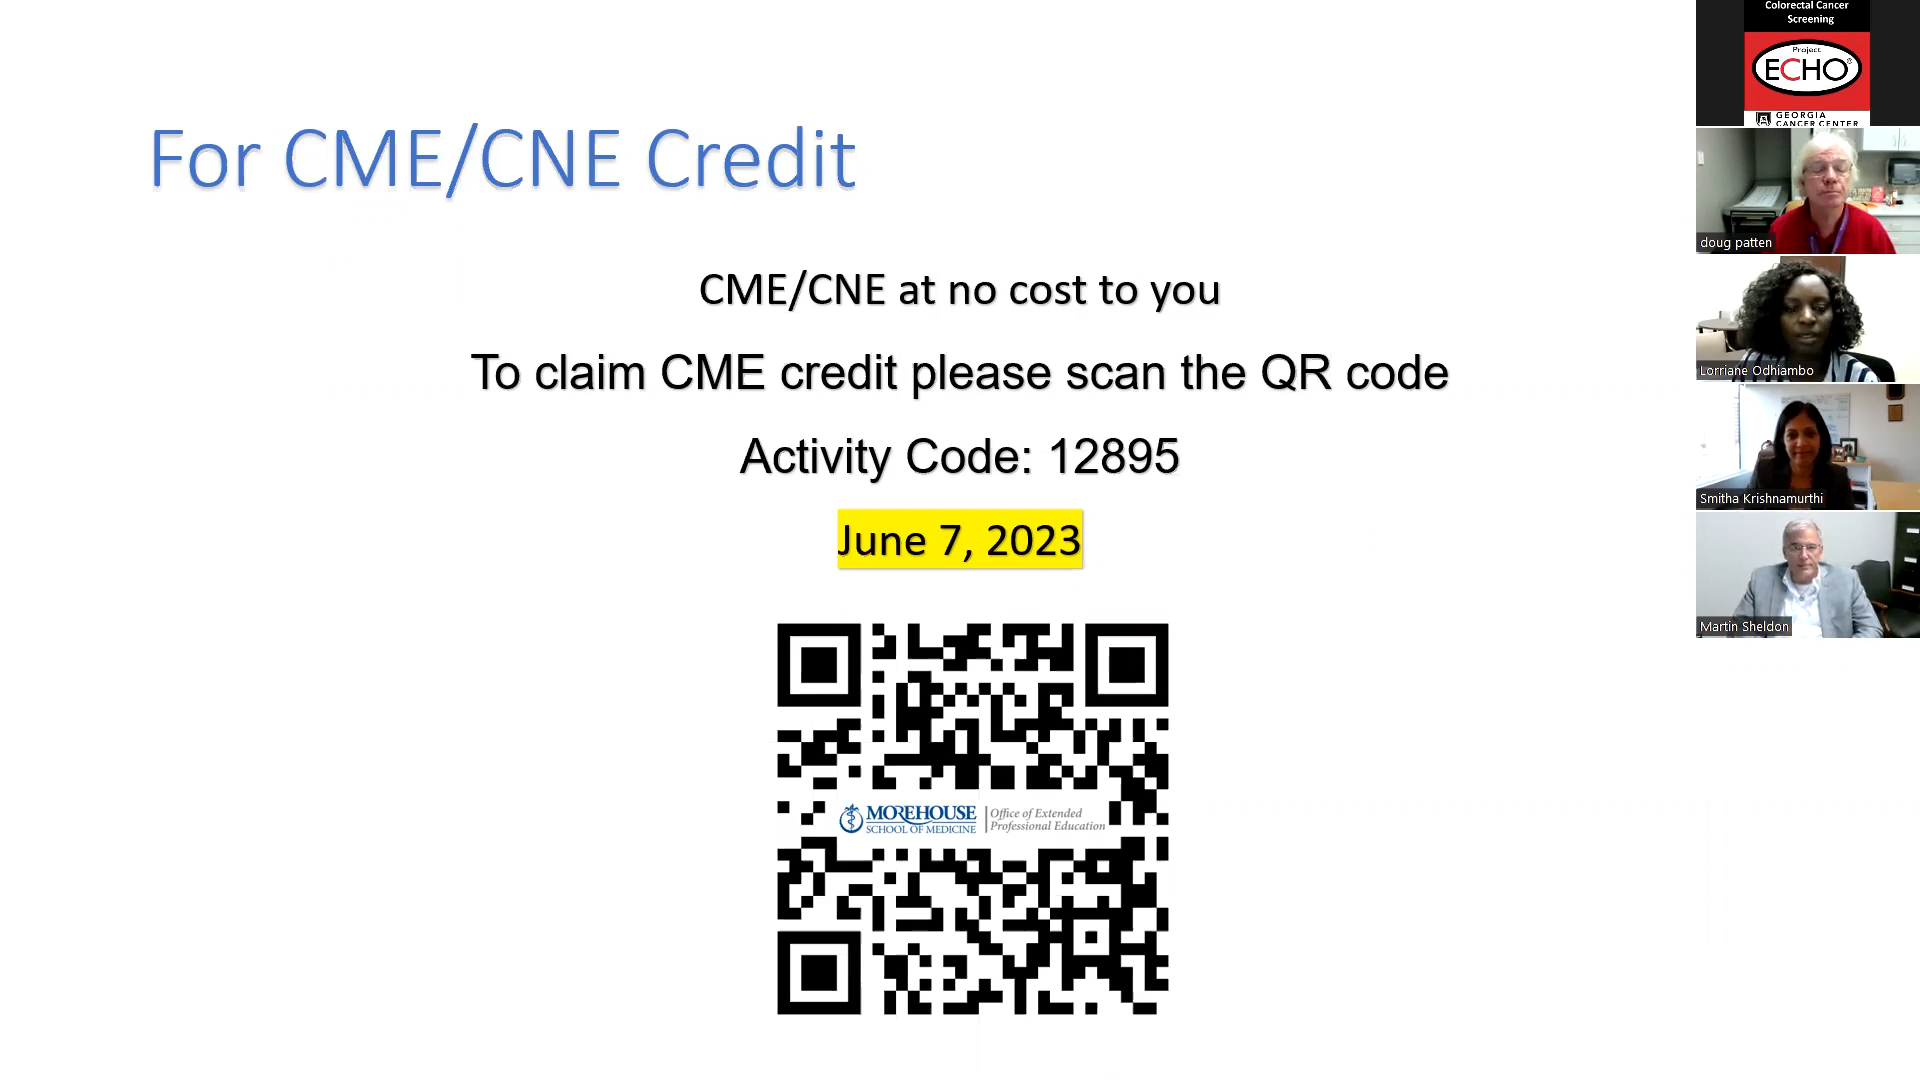 For CME/CNE Credit
CME/CNE at no cost to you
To claim CME credit please scan the QR code
Activity Code: 12895
June 7, 2023
MOREHOUSE
SCHOOL OF MEDICINE
Office of Extended
Professional Education
Colorectal Cancer
Screening
Project
ECHO®
GEORGIA
CANCER CENTER
doug patten
Lorriane Odhiambo
Smitha Krishnamurthi
Martin Sheldon